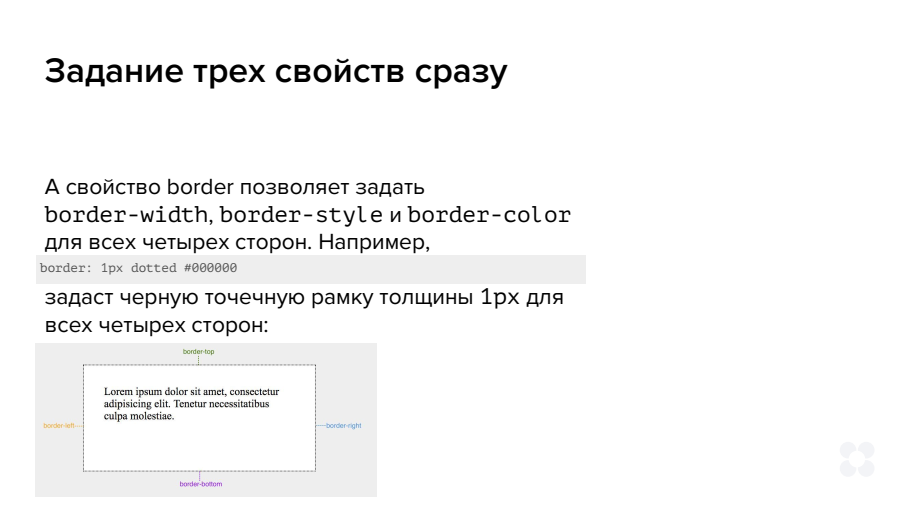 Задание трех свойств сразу
А свойство border позволяет задать
border-width, border-style и border-color
для всех четырех сторон. Например,
border: 1px dotted #000000
задаст черную точечную рамку толщины 1px для
всех четырех сторон:
border-top
Lorem ipsum dolor sit amet, consectetur
adipisicing elit. Tenetur necessitatibus
culpa molestiae.
border-left
border-right
border-bottom